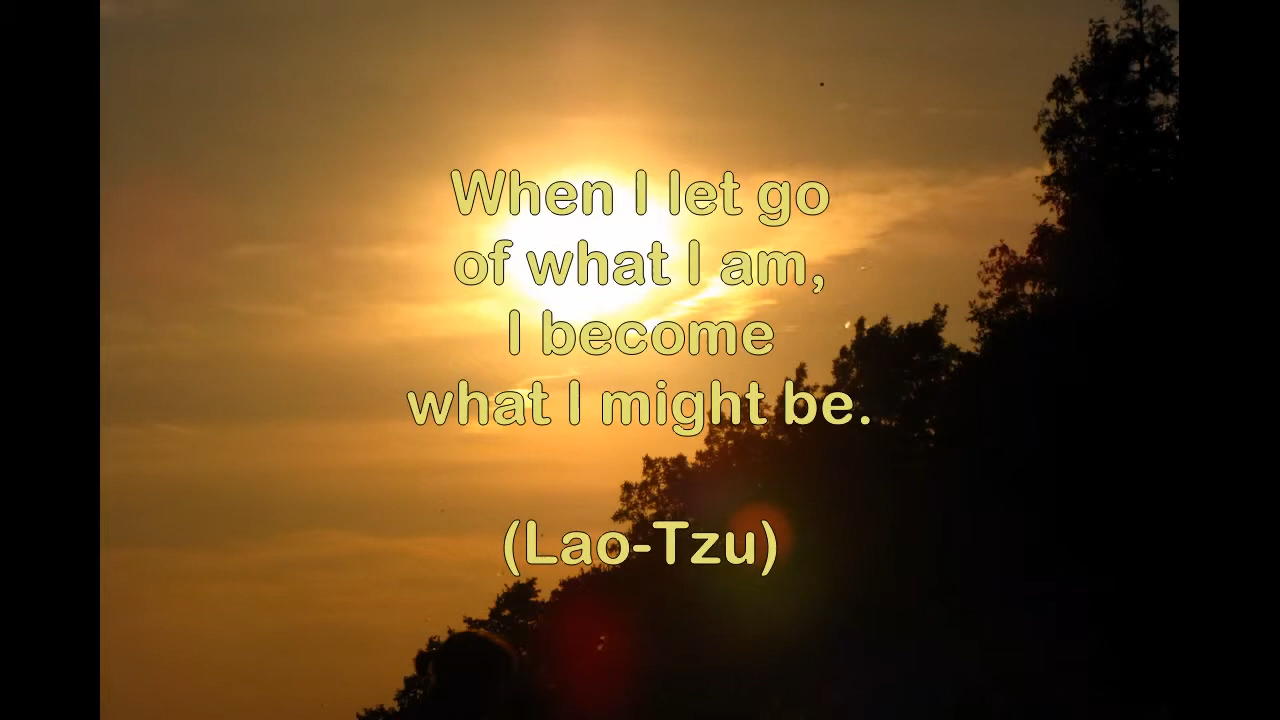 When I let go
of what I am,
I become
what I might be.
(Lao-Tzu)